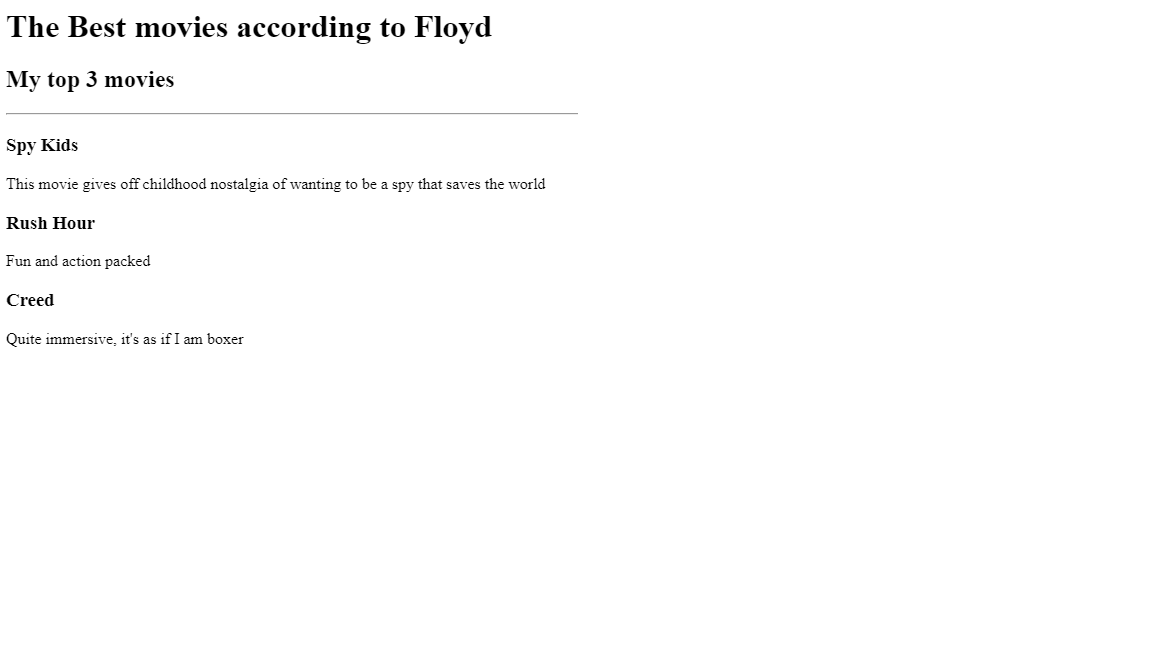 The Best movies according to Floyd
My top 3 movies
Spy Kids
This movie gives off childhood nostalgia of wanting to be a spy that saves the world
Rush Hour
Fun and action packed
Creed
Quite immersive, it's as if I am boxer